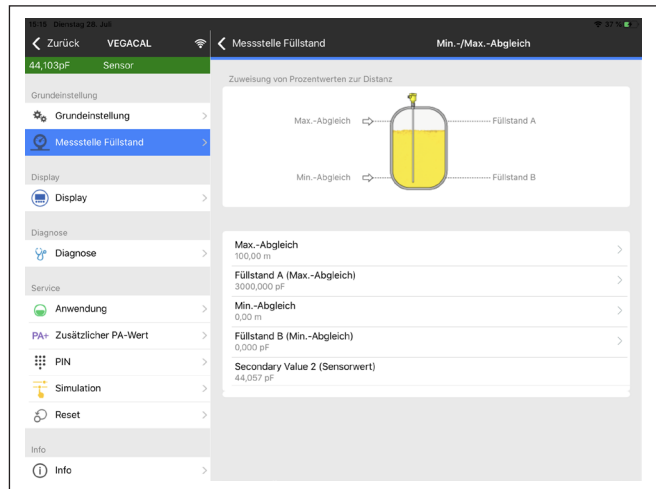 15:15 Dienstag 28. Juli
37 %
Zurück
VEGACAL
Messstelle Füllstand
Min.-/Max.-Abgleich
44,103pF
Sensor
Grundeinstellung
Grundeinstellung
Messstelle Füllstand
Display
Display
Diagnose
Diagnose
Service
Anwendung
PA+ Zusätzlicher PA-Wert
PIN
Simulation
Reset
Info
Info
Zuweisung von Prozentwerten zur Distanz
Max.-Abgleich
Füllstand A
Min.-Abgleich
Füllstand B
Max.-Abgleich
100,00 m
Füllstand A (Max.-Abgleich)
3000,000 pF
Min.-Abgleich
0,00 m
Füllstand B (Min.-Abgleich)
0,000 pF
Secondary Value 2 (Sensorwert)
44,057 pF